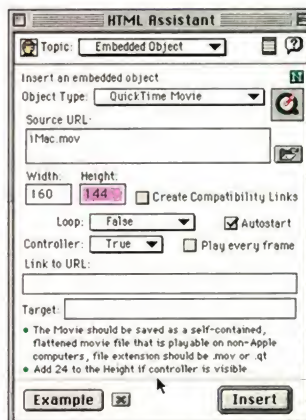 HTML Assistant
Topic: Embedded Object
Insert an embedded object
Object Type: QuickTime Movie
Source URL:
iMac.mov
Width: Height:
160 144 Create Compatibility Links
Loop: False Autostart
Controller: True Play every frame
Link to URL:
Target:
• The Movie should be saved as a self-contained,
flattened movie file that is playable on non-Apple
computers, file extension should be .mov or .qt
• Add 24 to the Height if controller is visible
Example Insert